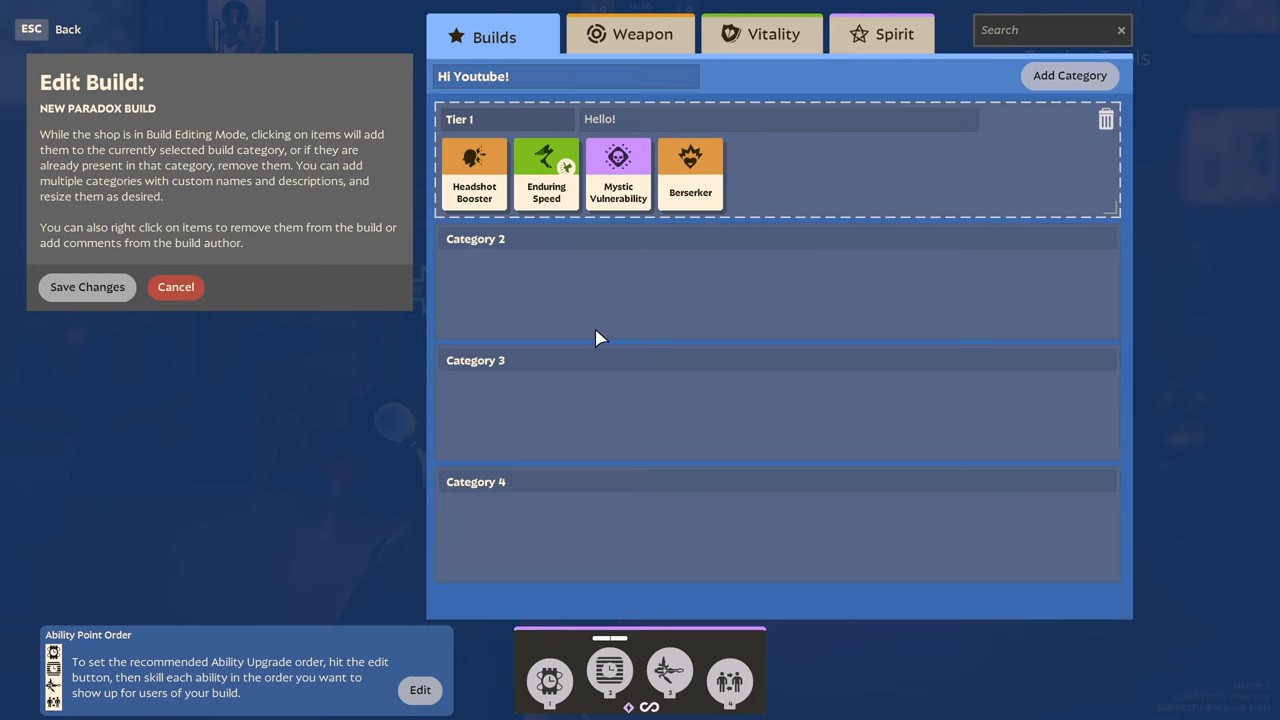 ESC Back
Builds
Weapon
Vitality
Spirit
Search
×
Hi Youtube!
Add Category
Edit Build:
NEW PARADOX BUILD
While the shop is in Build Editing Mode, clicking on items will add
them to the currently selected build category, or if they are
already present in that category, remove them. You can add
multiple categories with custom names and descriptions, and
resize them as desired.
You can also right click on items to remove them from the build or
add comments from the build author.
Save Changes
Cancel
Tier 1
Hello!
Headshot
Booster
Enduring
Speed
Mystic
Vulnerability
Berserker
Category 2
Category 3
Category 4
Ability Point Order
To set the recommended Ability Upgrade order, hit the edit
button, then skill each ability in the order you want to
show up for users of your build.
Edit
1
2
3
4